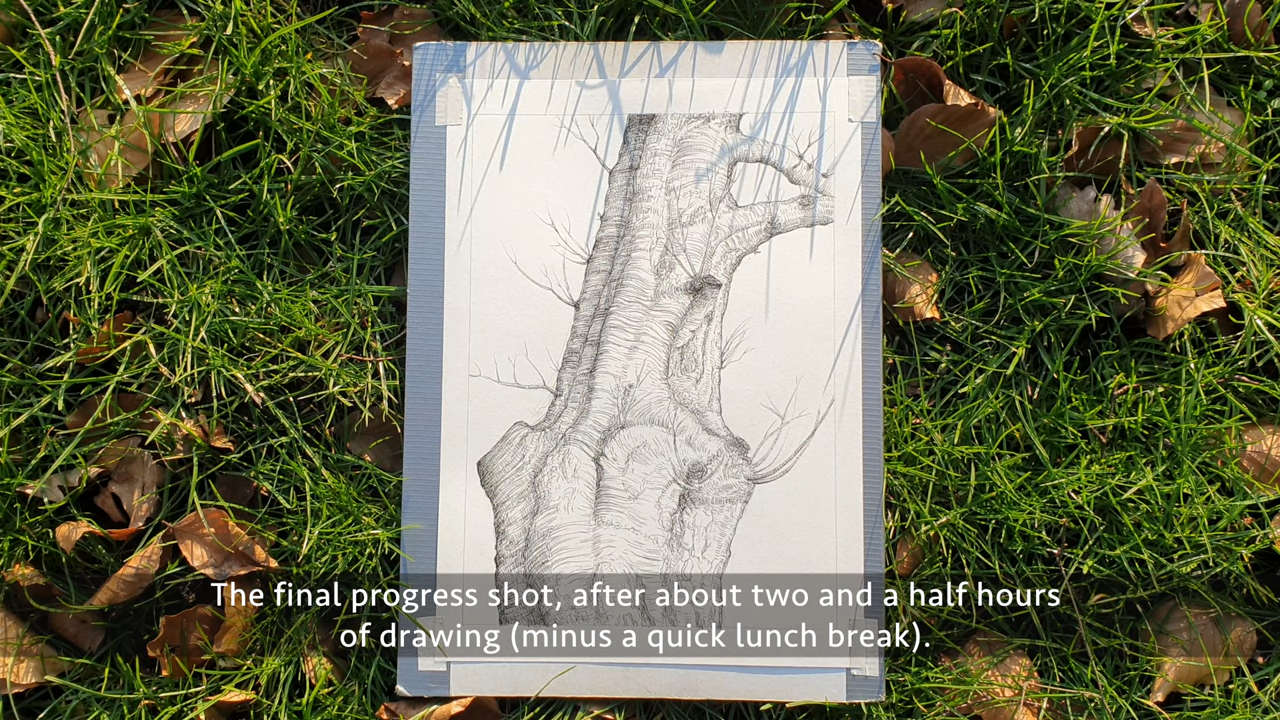 The final progress shot, after about two and a half hours
of drawing (minus a quick lunch break).